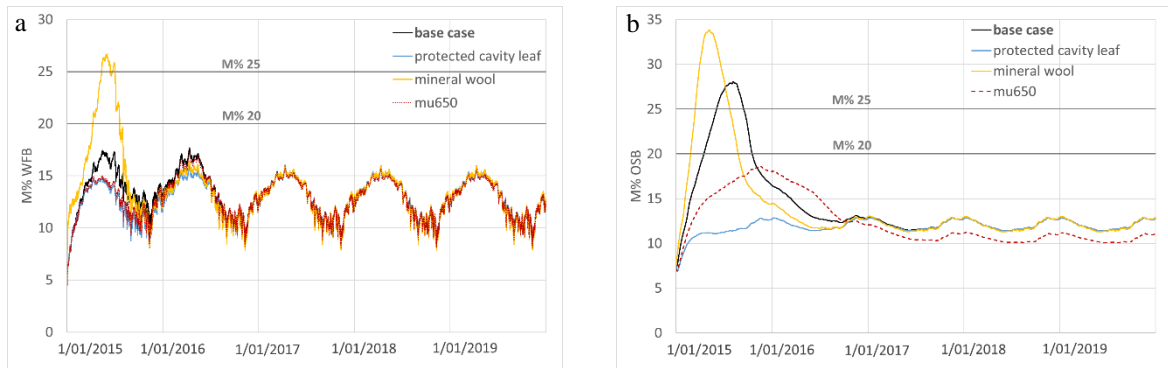 a
M% WFB
30
25
20
15
10
5
0
M% 25
M% 20
base case
protected cavity leaf
mineral wool
mu650
1/01/2015 1/01/2016 1/01/2017 1/01/2018 1/01/2019
b
M% OSB
35
30
25
20
15
10
5
0
base case
protected cavity leaf
mineral wool
mu650
M% 25
M% 20
1/01/2015 1/01/2016 1/01/2017 1/01/2018 1/01/2019